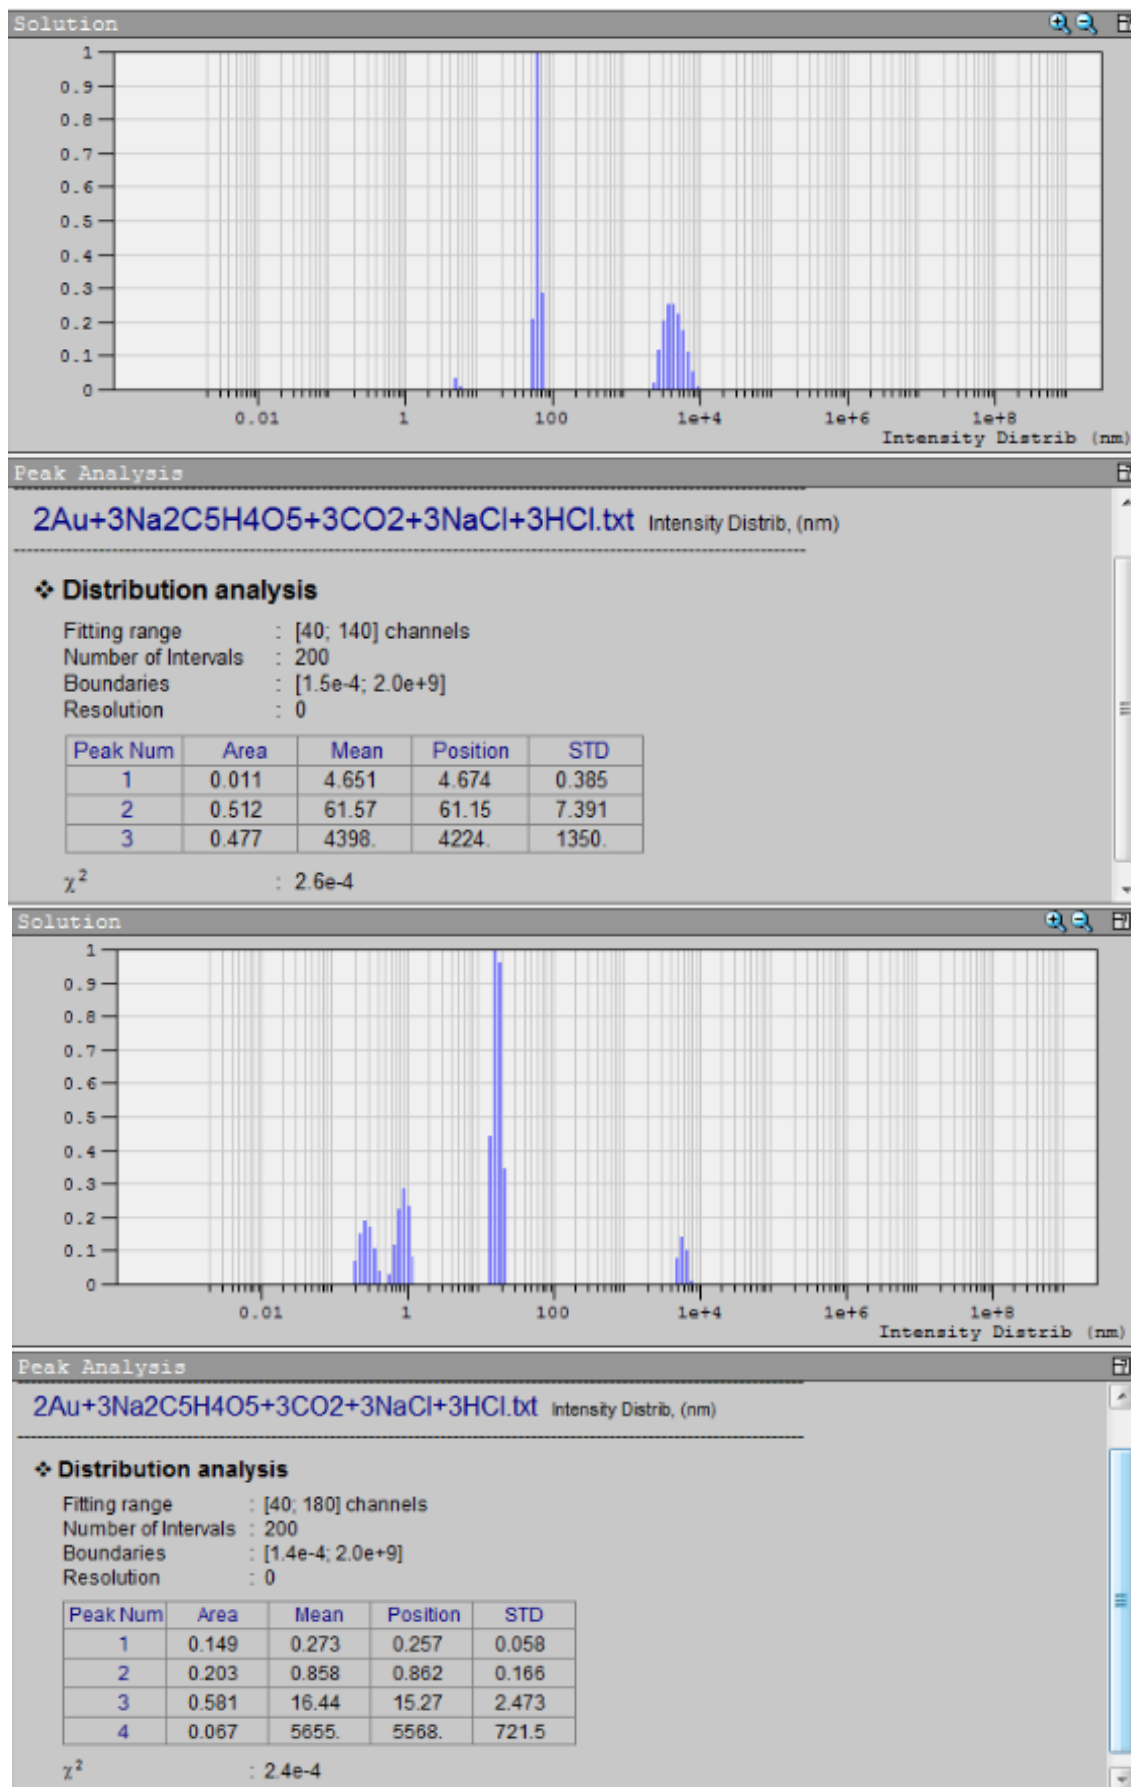 Solution
1
0.9
0.8
0.7
0.6
0.5
0.4
0.3
0.2
0.1
0
0.01 1 100 1e+4 1e+6 1e+8
Intensity Distrib (nm)
Peak Analysis
2Au+3Na2C5H4O5+3CO2+3NaCl+3HCl.txt Intensity Distrib, (nm)
❖ Distribution analysis
Fitting range : [40; 140] channels
Number of Intervals : 200
Boundaries : [1.5e-4; 2.0e+9]
Resolution : 0
Peak Num Area Mean Position STD
1 0.011 4.651 4.674 0.385
2 0.512 61.57 61.15 7.391
3 0.477 4398. 4224. 1350.
χ² : 2.6e-4
Solution
1
0.9
0.8
0.7
0.6
0.5
0.4
0.3
0.2
0.1
0
0.01 1 100 1e+4 1e+6 1e+8
Intensity Distrib (nm)
Peak Analysis
2Au+3Na2C5H4O5+3CO2+3NaCl+3HCl.txt Intensity Distrib, (nm)
❖ Distribution analysis
Fitting range : [40; 180] channels
Number of Intervals : 200
Boundaries : [1.4e-4; 2.0e+9]
Resolution : 0
Peak Num Area Mean Position STD
1 0.149 0.273 0.257 0.058
2 0.203 0.858 0.862 0.166
3 0.581 16.44 15.27 2.473
4 0.067 5655. 5568. 721.5
χ² : 2.4e-4